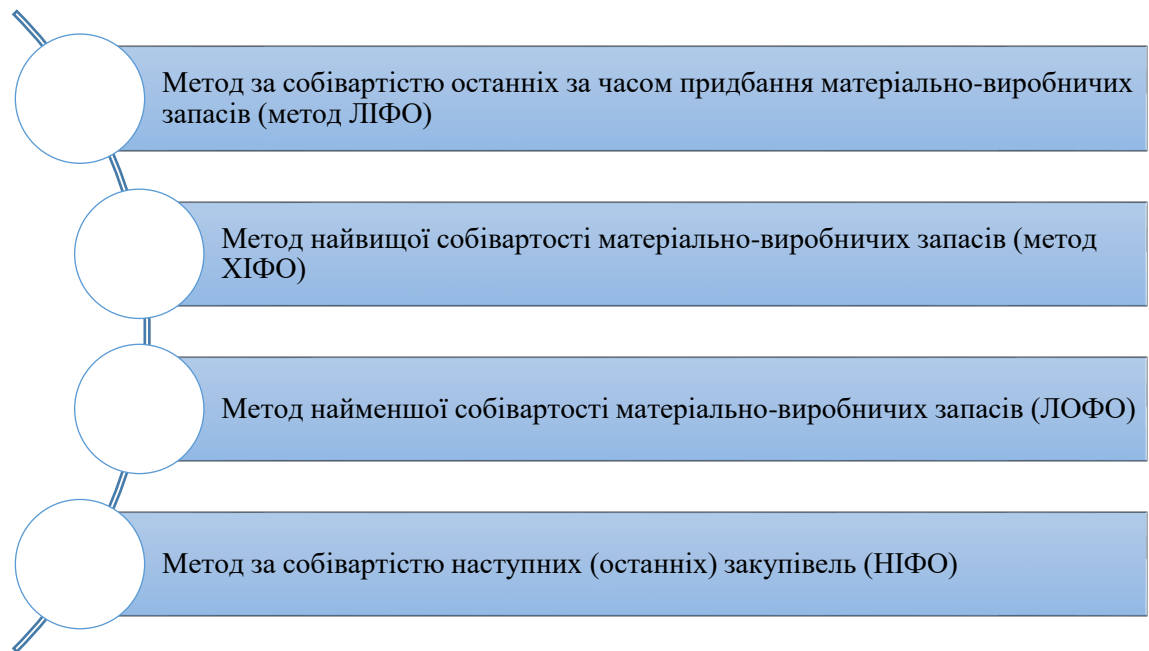 Метод за собівартістю останніх за часом придбання матеріально-виробничих
запасів (метод ЛІФО)
Метод найвищої собівартості матеріально-виробничих запасів (метод
ХІФО)
Метод найменшої собівартості матеріально-виробничих запасів (ЛОФО)
Метод за собівартістю наступних (останніх) закупівель (НІФО)